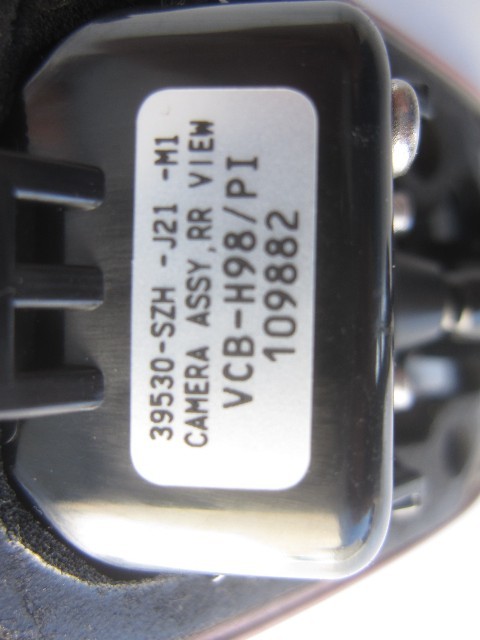 39530-SZH -J21 -M1
CAMERA ASSY,RR VIEW
VCB-H98/PI
109882